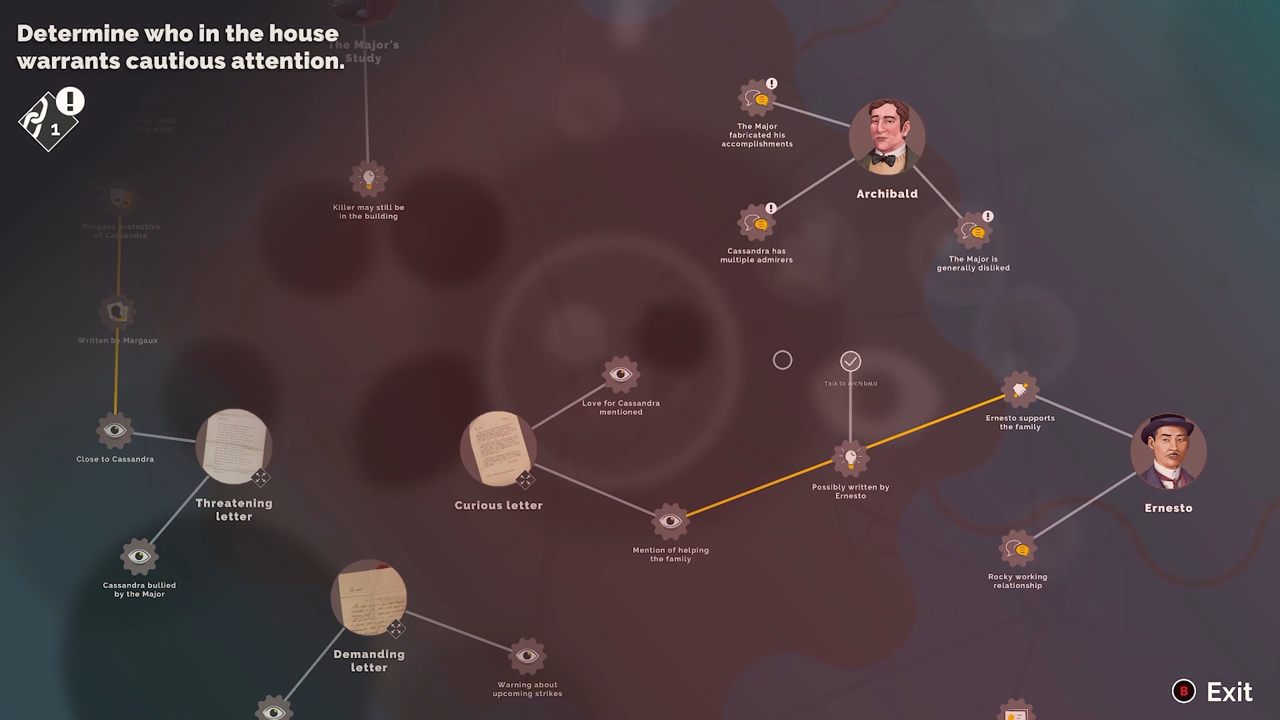 Determine who in the house
warrants cautious attention.
1
The Major's
Study
Killer may still be
in the building
Margaux protective
of Cassandra
Written by Margaux
Close to Cassandra
Threatening
letter
Cassandra bullied
by the Major
Demanding
letter
Warning about
upcoming strikes
Curious letter
Love for Cassandra
mentioned
Mention of helping
the family
The Major
fabricated his
accomplishments
Archibald
Cassandra has
multiple admirers
The Major is
generally disliked
Talk to Archibald
Possibly written by
Ernesto
Ernesto supports
the family
Ernesto
Rocky working
relationship
B Exit